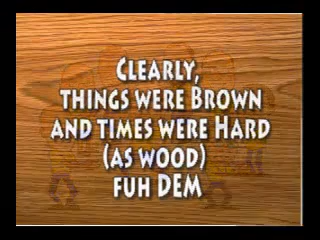 Clearly,
things were Brown
and times were Hard
(as wood)
fuh DEM